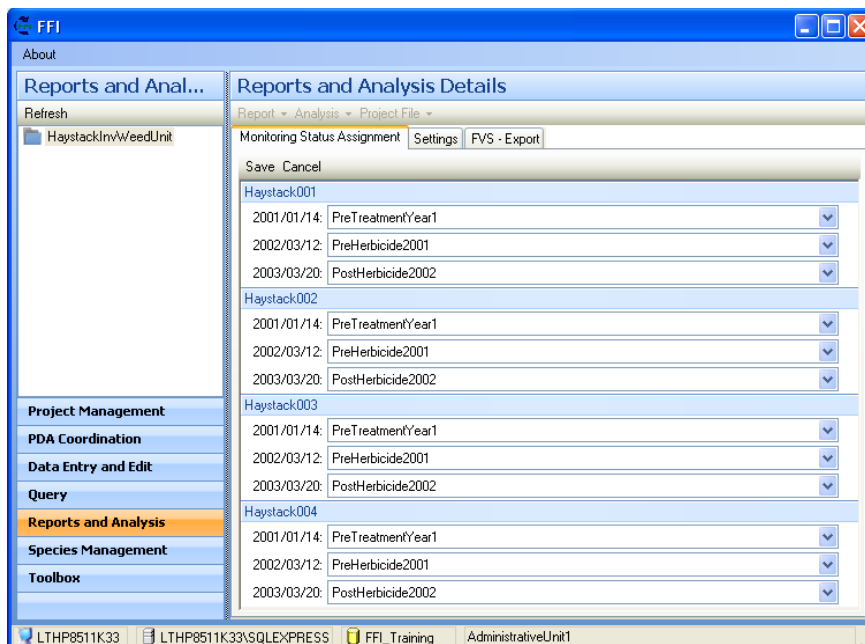 FFI
About
Reports and Anal...
Refresh
HaystackInvWeedUnit
Project Management
PDA Coordination
Data Entry and Edit
Query
Reports and Analysis
Species Management
Toolbox
Reports and Analysis Details
Report Analysis Project File
Monitoring Status Assignment Settings FVS - Export
Save Cancel
Haystack001
2001/01/14: PreTreatmentYear1
2002/03/12: PreHerbicide2001
2003/03/20: PostHerbicide2002
Haystack002
2001/01/14: PreTreatmentYear1
2002/03/12: PreHerbicide2001
2003/03/20: PostHerbicide2002
Haystack003
2001/01/14: PreTreatmentYear1
2002/03/12: PreHerbicide2001
2003/03/20: PostHerbicide2002
Haystack004
2001/01/14: PreTreatmentYear1
2002/03/12: PreHerbicide2001
2003/03/20: PostHerbicide2002
LTHP8511K33 LTHP8511K33\SQLEXPRESS FFI_Training AdministrativeUnit1